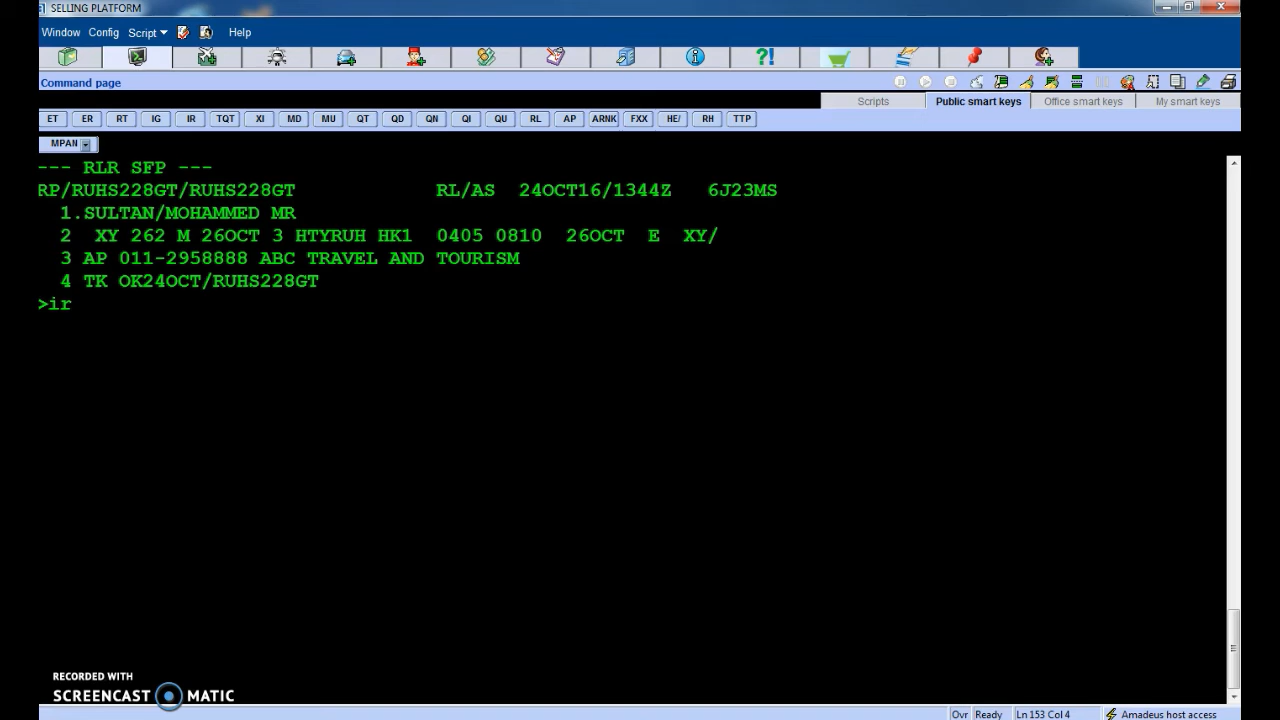 SELLING PLATFORM
Window Config Script Help
Command page
Scripts Public smart keys Office smart keys My smart keys
ET ER RT IG IR TQT XI MD MU QT QD QN QI QU RL AP ARNK FXX HE/ RH TTP
MPAN
--- RLR SFP ---
RP/RUHS228GT/RUHS228GT RL/AS 24OCT16/1344Z 6J23MS
1.SULTAN/MOHAMMED MR
2 XY 262 M 26OCT 3 HTYRUH HK1 0405 0810 26OCT E XY/
3 AP 011-2958888 ABC TRAVEL AND TOURISM
4 TK OK24OCT/RUHS228GT
>ir
RECORDED WITH
SCREENCAST MATIC
Ovr Ready Ln 153 Col 4 Amadeus host access